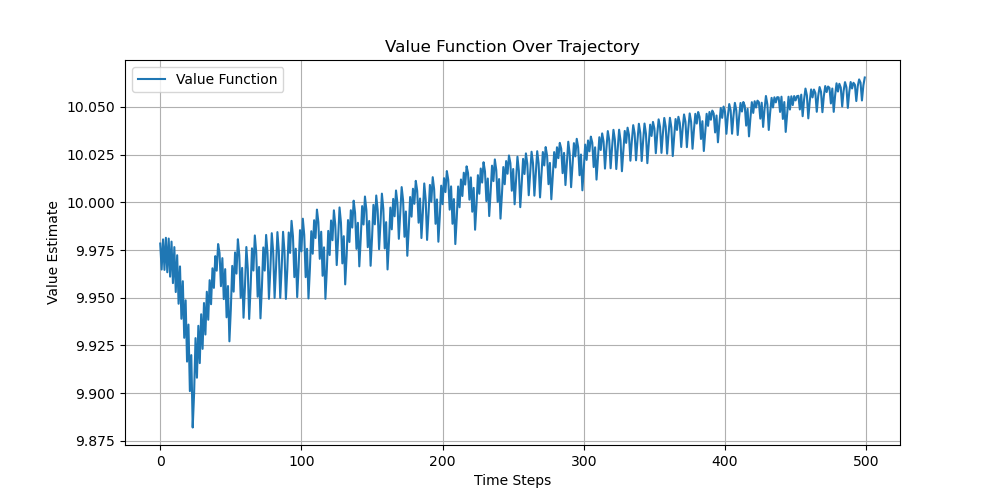 Value Function Over Trajectory
Value Function
10.050
10.025
10.000
9.975
9.950
9.925
9.900
9.875
Value Estimate
0 100 200 300 400 500
Time Steps